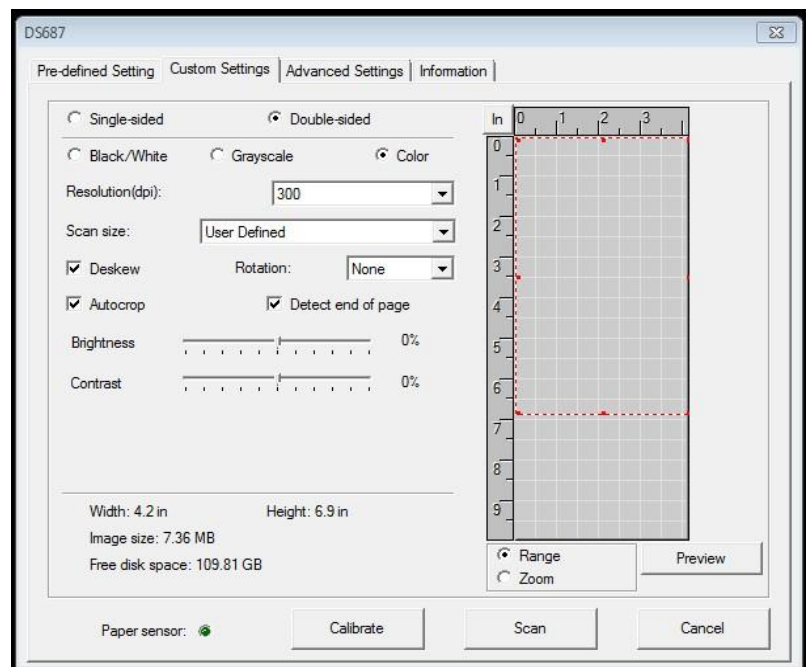 DS687
Pre-defined Setting Custom Settings Advanced Settings Information
Single-sided Double-sided
Black/White Grayscale Color
Resolution(dpi): 300
Scan size: User Defined
Deskew Rotation: None
Autocrop Detect end of page
Brightness 0%
Contrast 0%
Width: 4.2 in Height: 6.9 in
Image size: 7.36 MB
Free disk space: 109.81 GB
In 0 1 2 3
0
1
2
3
4
5
6
7
8
9
Range
Zoom
Preview
Paper sensor: Calibrate Scan Cancel